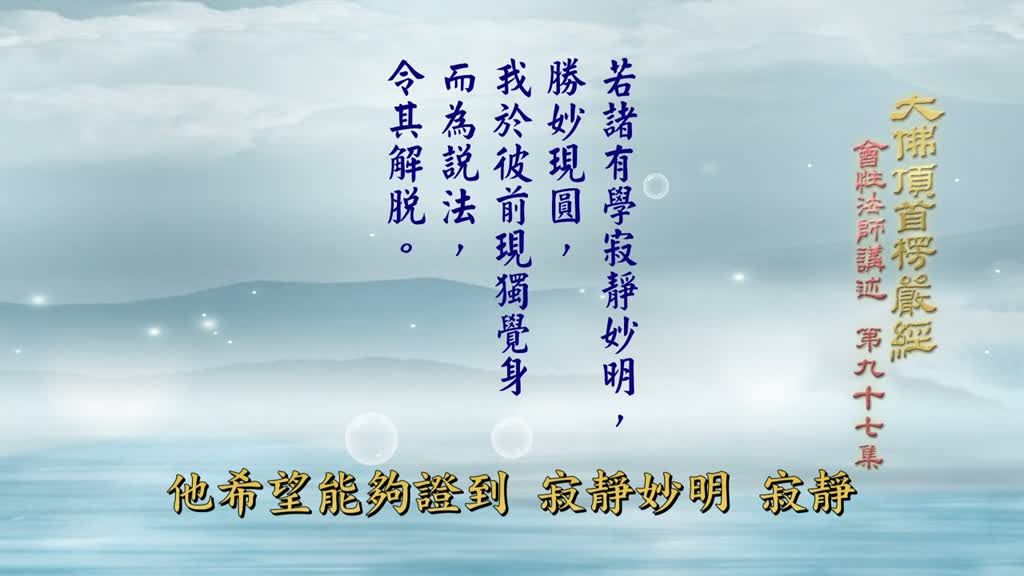 大佛頂首楞嚴經
會性法師講述 第九十七集
若諸有學寂靜妙明，
勝妙現圓，
我於彼前現獨覺身
而為説法，
令其解脱。
他希望能夠證到 寂靜妙明 寂靜